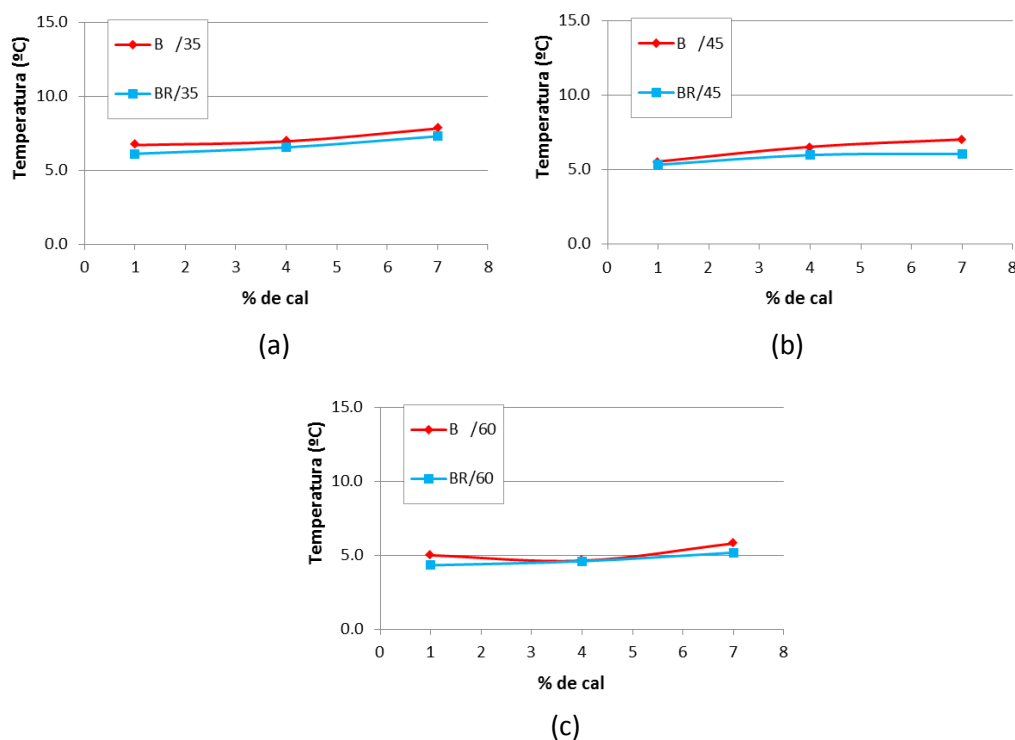 Temperatura (ºC)
15.0
10.0
5.0
0.0
B /35
BR/35
0 1 2 3 4 5 6 7 8
% de cal
(a)
Temperatura (ºC)
15.0
10.0
5.0
0.0
B /45
BR/45
0 1 2 3 4 5 6 7 8
% de cal
(b)
Temperatura (ºC)
15.0
10.0
5.0
0.0
B /60
BR/60
0 1 2 3 4 5 6 7 8
% de cal
(c)